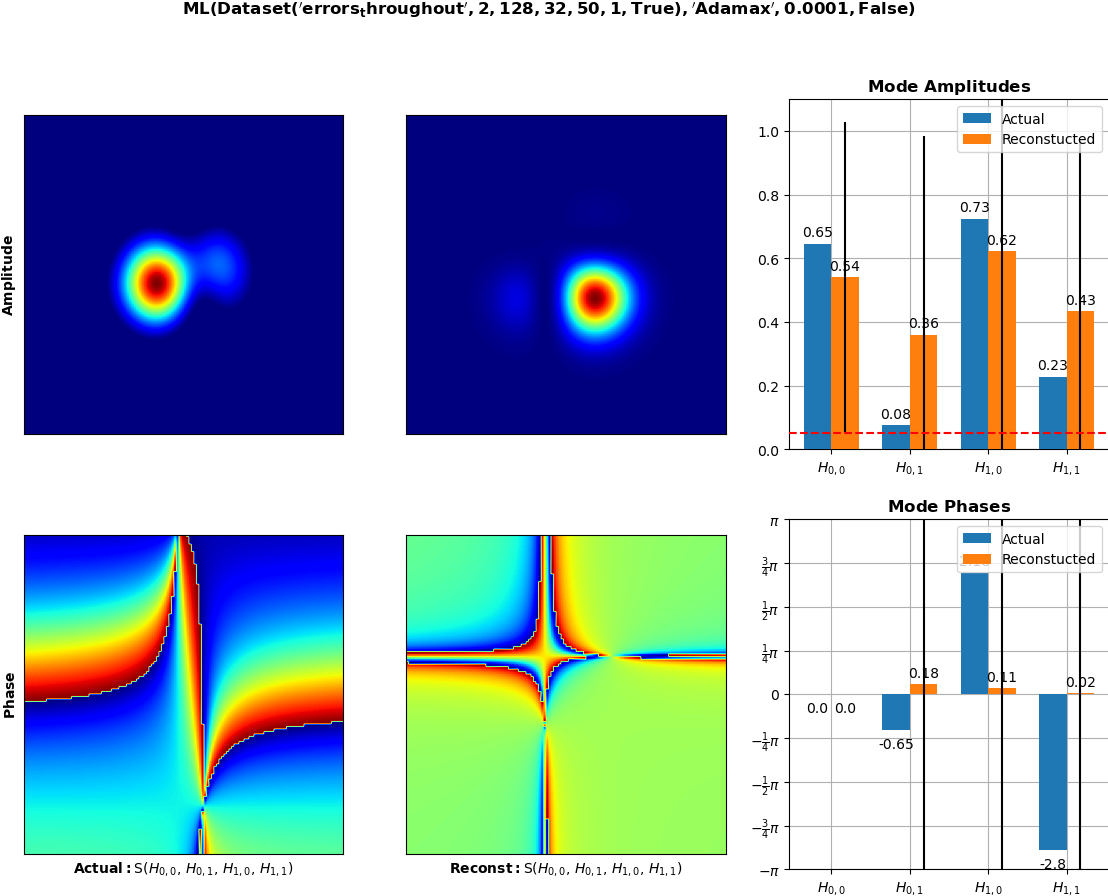 ML(Dataset('errors_throughout', 2, 128, 32, 50, 1, True), 'Adamax', 0.0001, False)
Amplitude
Mode Amplitudes
Actual
Reconstucted
1.0
0.8
0.6
0.4
0.2
0.0
0.65
0.54
0.08
0.36
0.73
0.62
0.23
0.43
H0,0
H0,1
H1,0
H1,1
Phase
Actual: S(H0,0, H0,1, H1,0, H1,1)
Reconst: S(H0,0, H0,1, H1,0, H1,1)
Mode Phases
Actual
Reconstucted
π
3/4π
1/2π
1/4π
0
−1/4π
−1/2π
−3/4π
−π
0.0
0.0
-0.65
0.18
0.11
-2.8
0.02
H0,0
H0,1
H1,0
H1,1